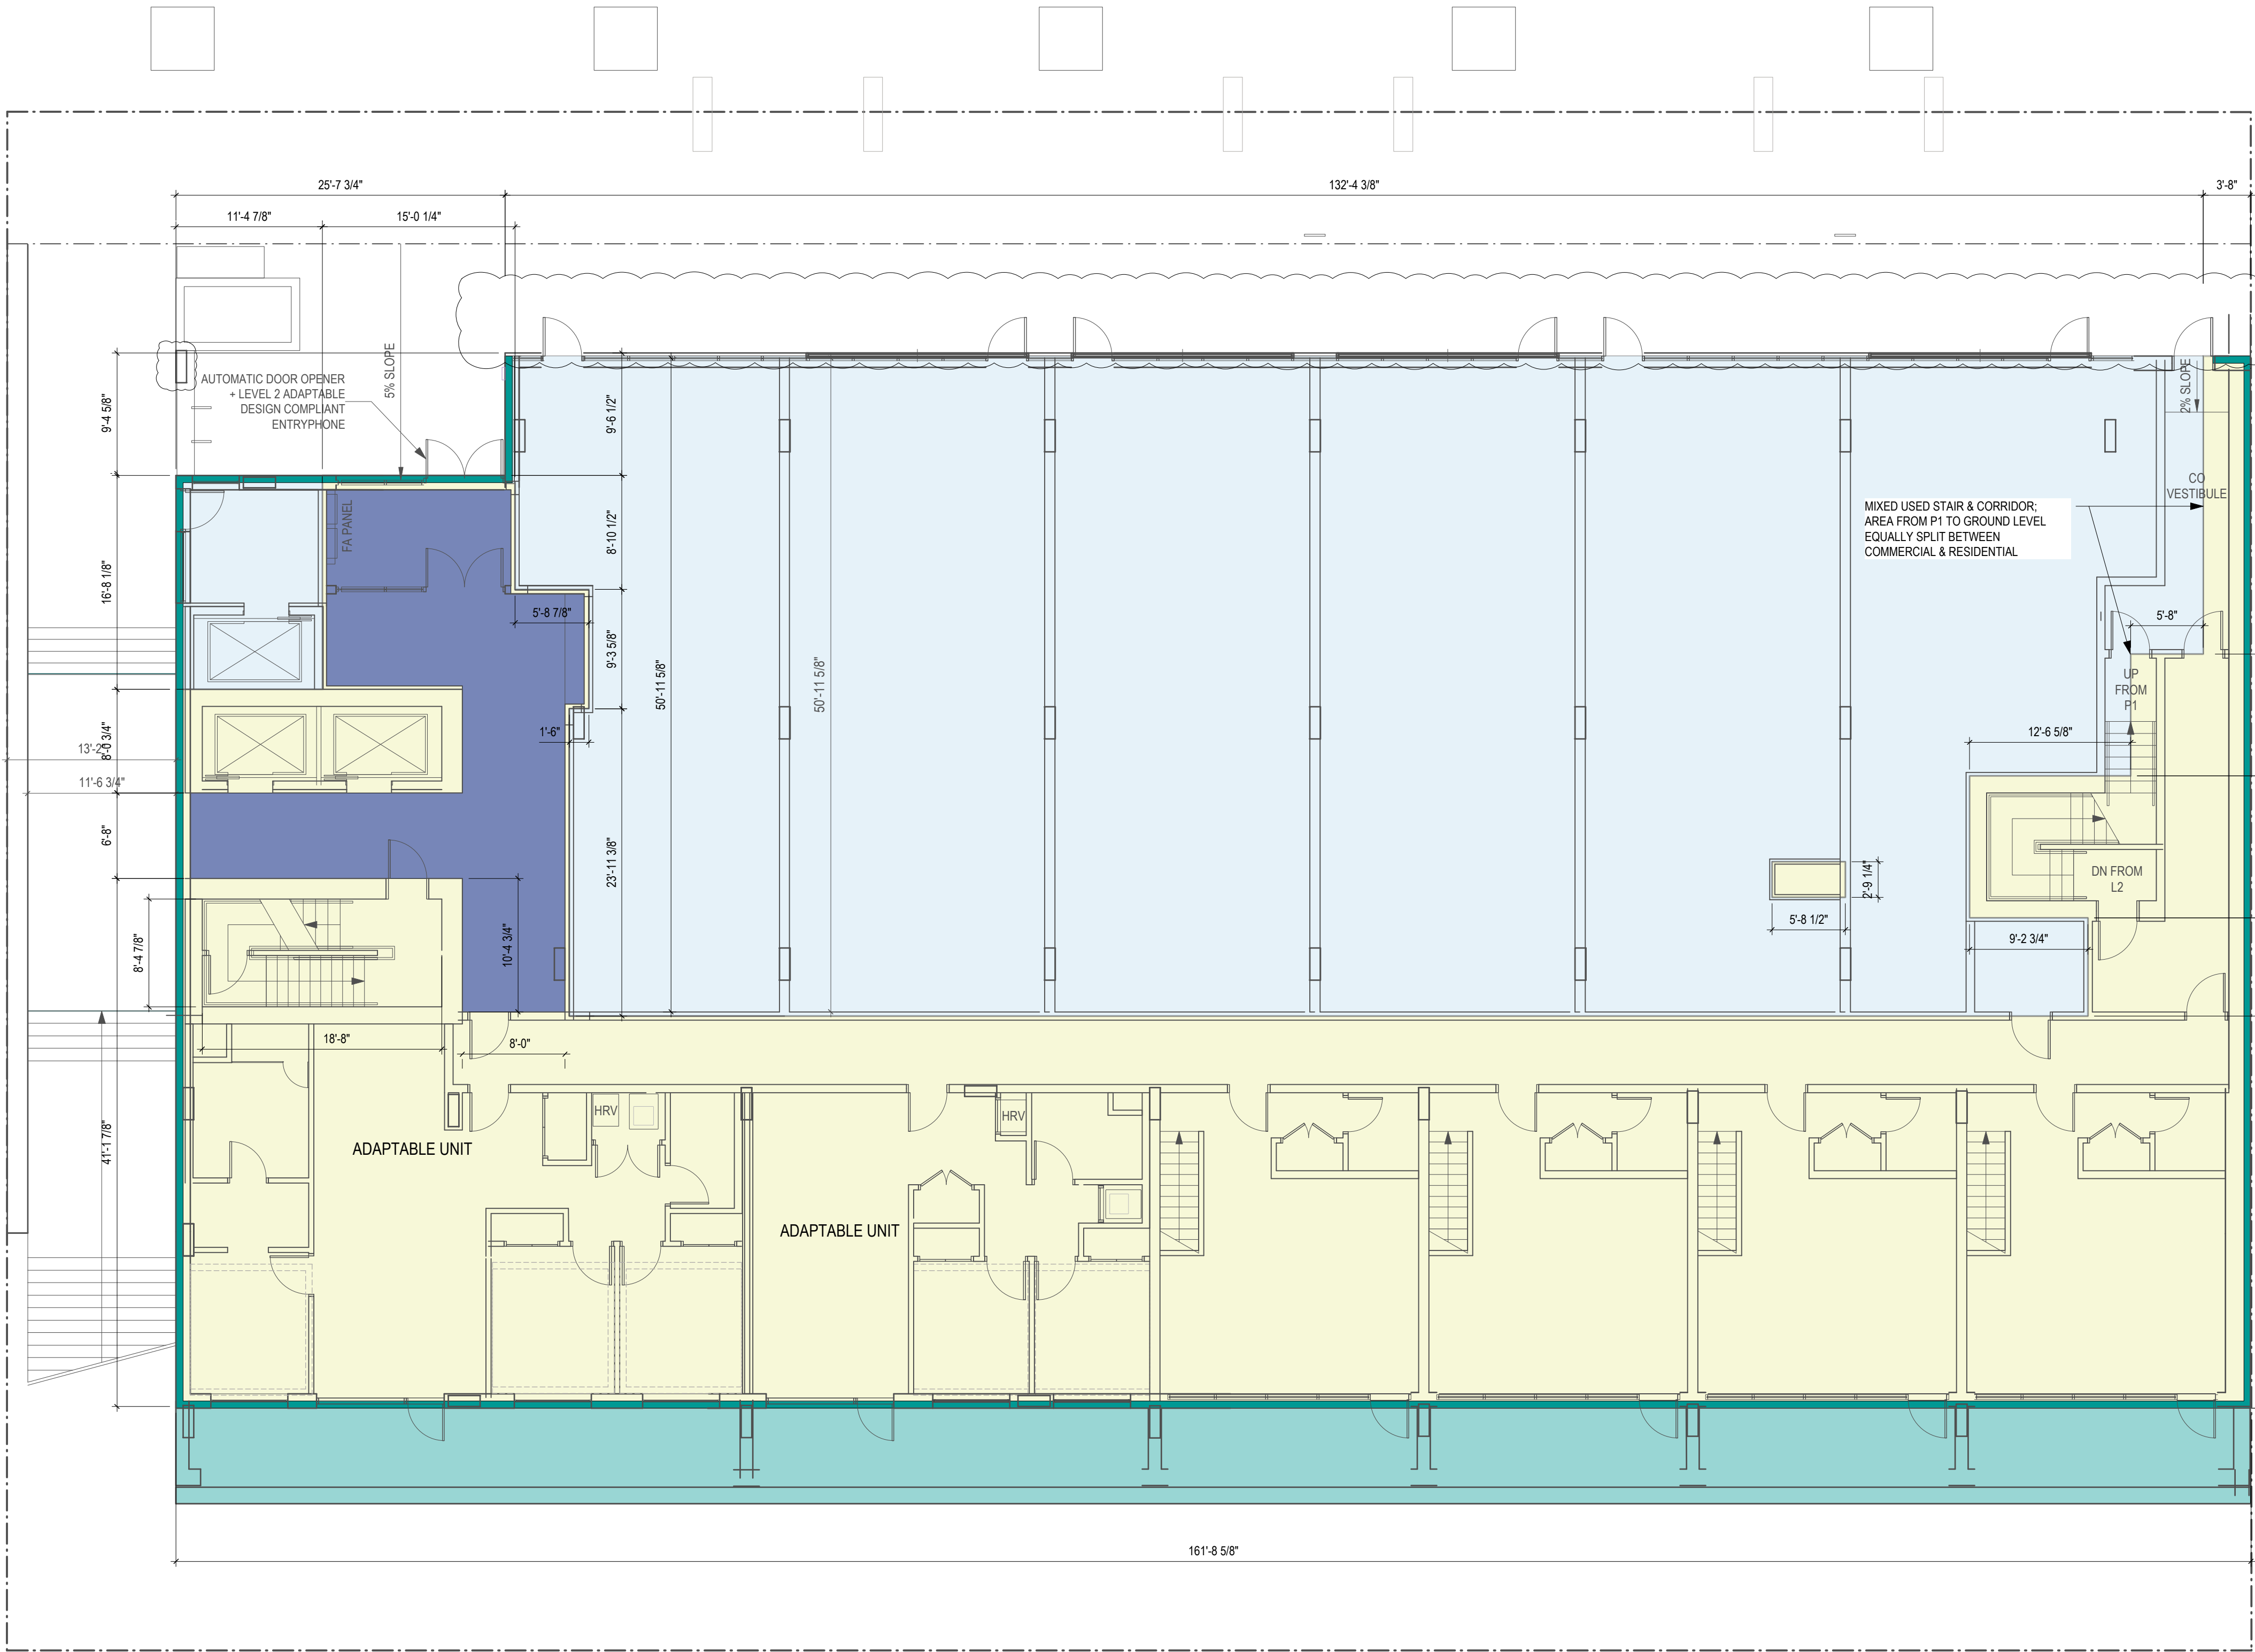 25'-7 3/4"
132'-4 3/8"
3'-8"
11'-4 7/8"
15'-0 1/4"
5% SLOPE
AUTOMATIC DOOR OPENER
+ LEVEL 2 ADAPTABLE
DESIGN COMPLIANT
ENTRYPHONE
9'-4 5/8"
9'-6 1/2"
2% SLOPE
CO
VESTIBULE
FA PANEL
8'-10 1/2"
MIXED USED STAIR & CORRIDOR;
AREA FROM P1 TO GROUND LEVEL
EQUALLY SPLIT BETWEEN
COMMERCIAL & RESIDENTIAL
16'-8 1/8"
5'-8 7/8"
5'-8"
9'-3 5/8"
50'-11 5/8"
50'-11 5/8"
UP
FROM
P1
1'-6"
12'-6 5/8"
13'-2"
8'-0 3/4"
11'-6 3/4"
6'-8"
23'-11 3/8"
2'-9 1/4"
DN FROM
L2
5'-8 1/2"
8'-4 7/8"
10'-4 3/4"
9'-2 3/4"
18'-8"
8'-0"
41'-1 7/8"
HRV
HRV
ADAPTABLE UNIT
ADAPTABLE UNIT
161'-8 5/8"